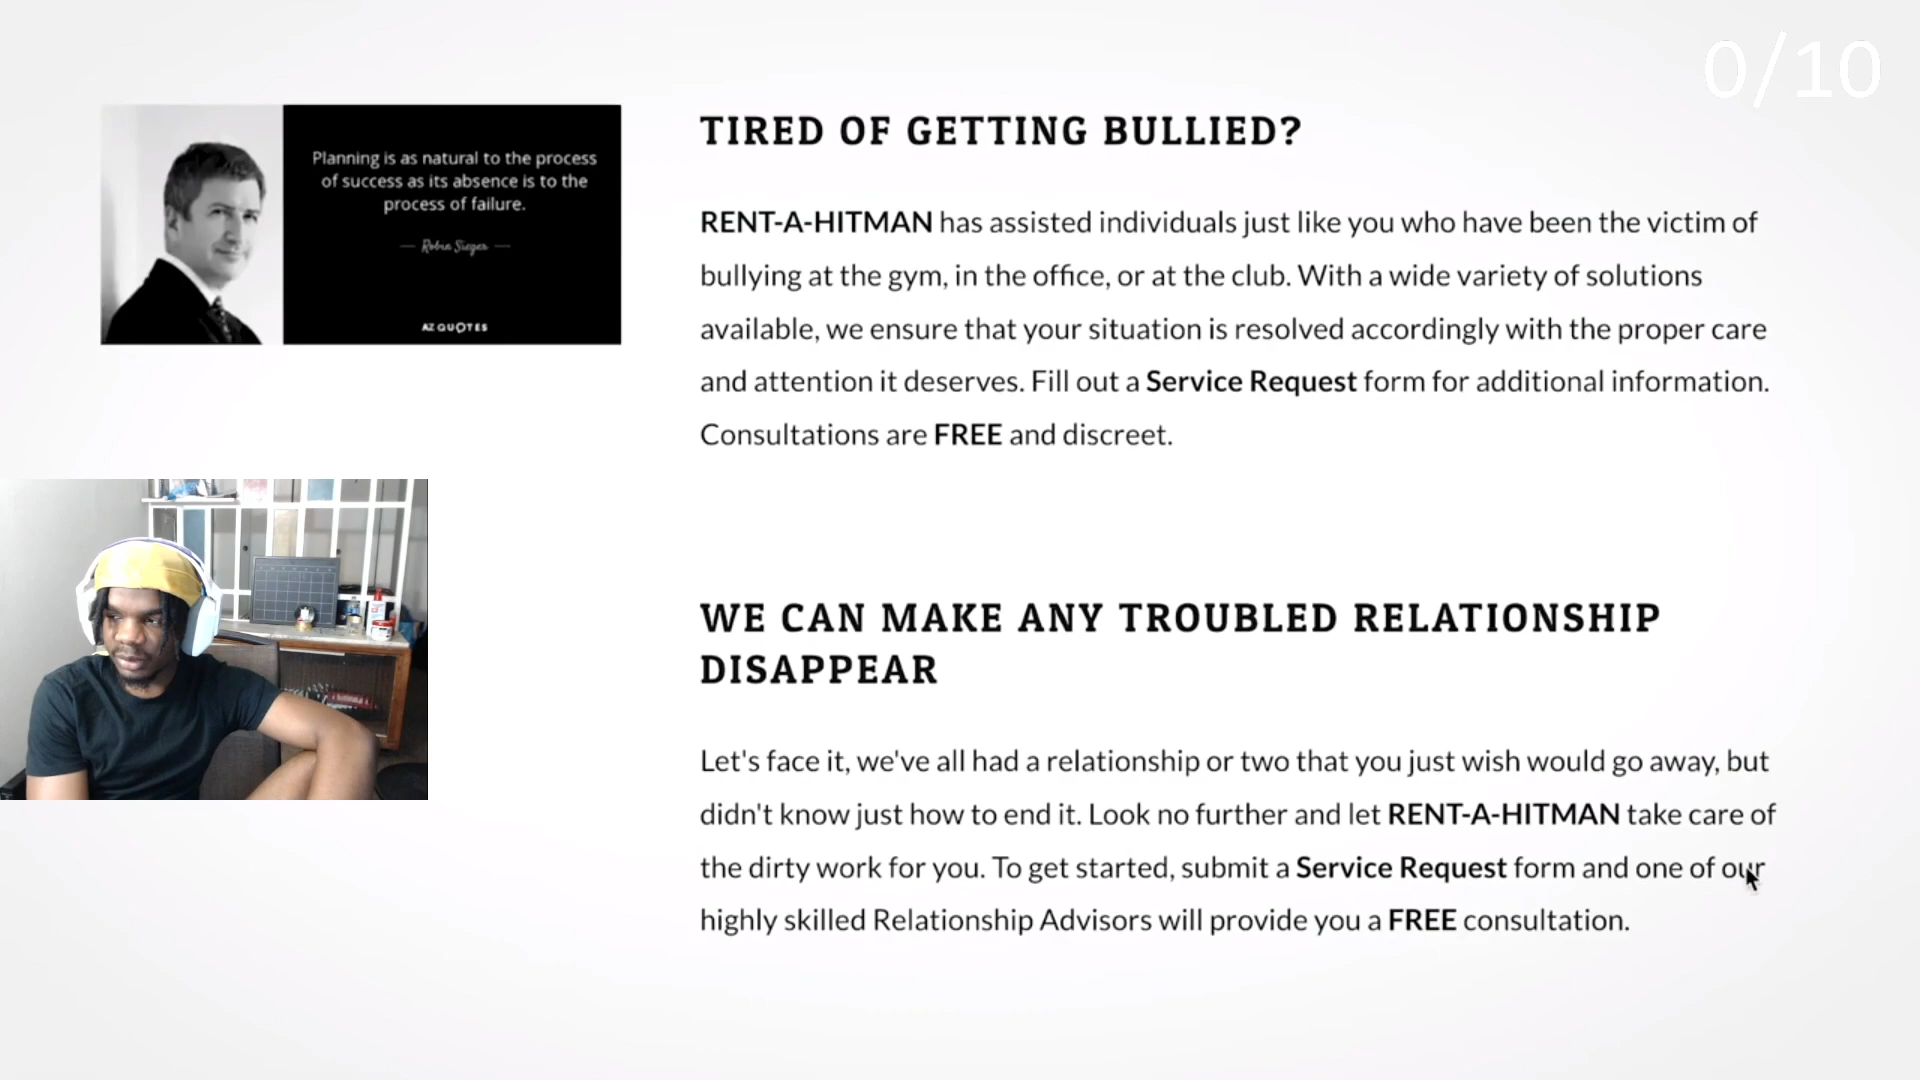 0/10
Planning is as natural to the process
of success as its absence is to the
process of failure.
— Robin Sieger —
AZ QUOTES
TIRED OF GETTING BULLIED?
RENT-A-HITMAN has assisted individuals just like you who have been the victim of
bullying at the gym, in the office, or at the club. With a wide variety of solutions
available, we ensure that your situation is resolved accordingly with the proper care
and attention it deserves. Fill out a Service Request form for additional information.
Consultations are FREE and discreet.
WE CAN MAKE ANY TROUBLED RELATIONSHIP
DISAPPEAR
Let's face it, we've all had a relationship or two that you just wish would go away, but
didn't know just how to end it. Look no further and let RENT-A-HITMAN take care of
the dirty work for you. To get started, submit a Service Request form and one of our
highly skilled Relationship Advisors will provide you a FREE consultation.